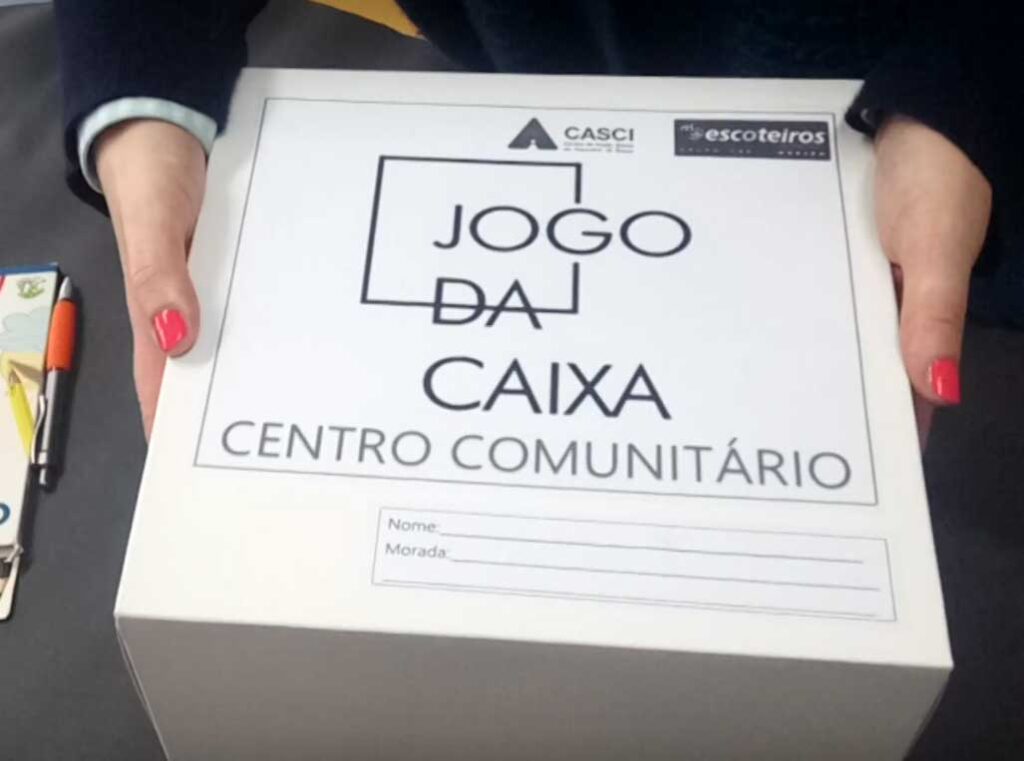 CASCI
escoteiros
JOGO
DA
CAIXA
CENTRO COMUNITÁRIO
Nome:
Morada: